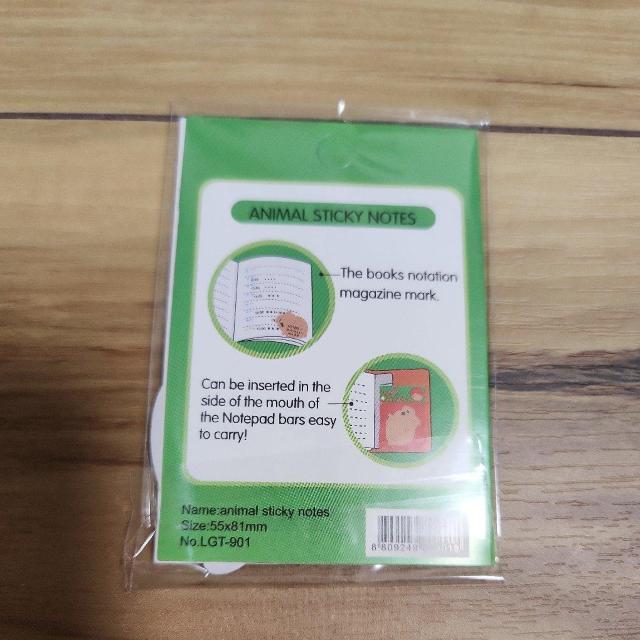 ANIMAL STICKY NOTES
The books notation
magazine mark.
Can be inserted in the
side of the mouth of
the Notepad bars easy
to carry!
Name:animal sticky notes
Size:55x81mm
No.LGT-901